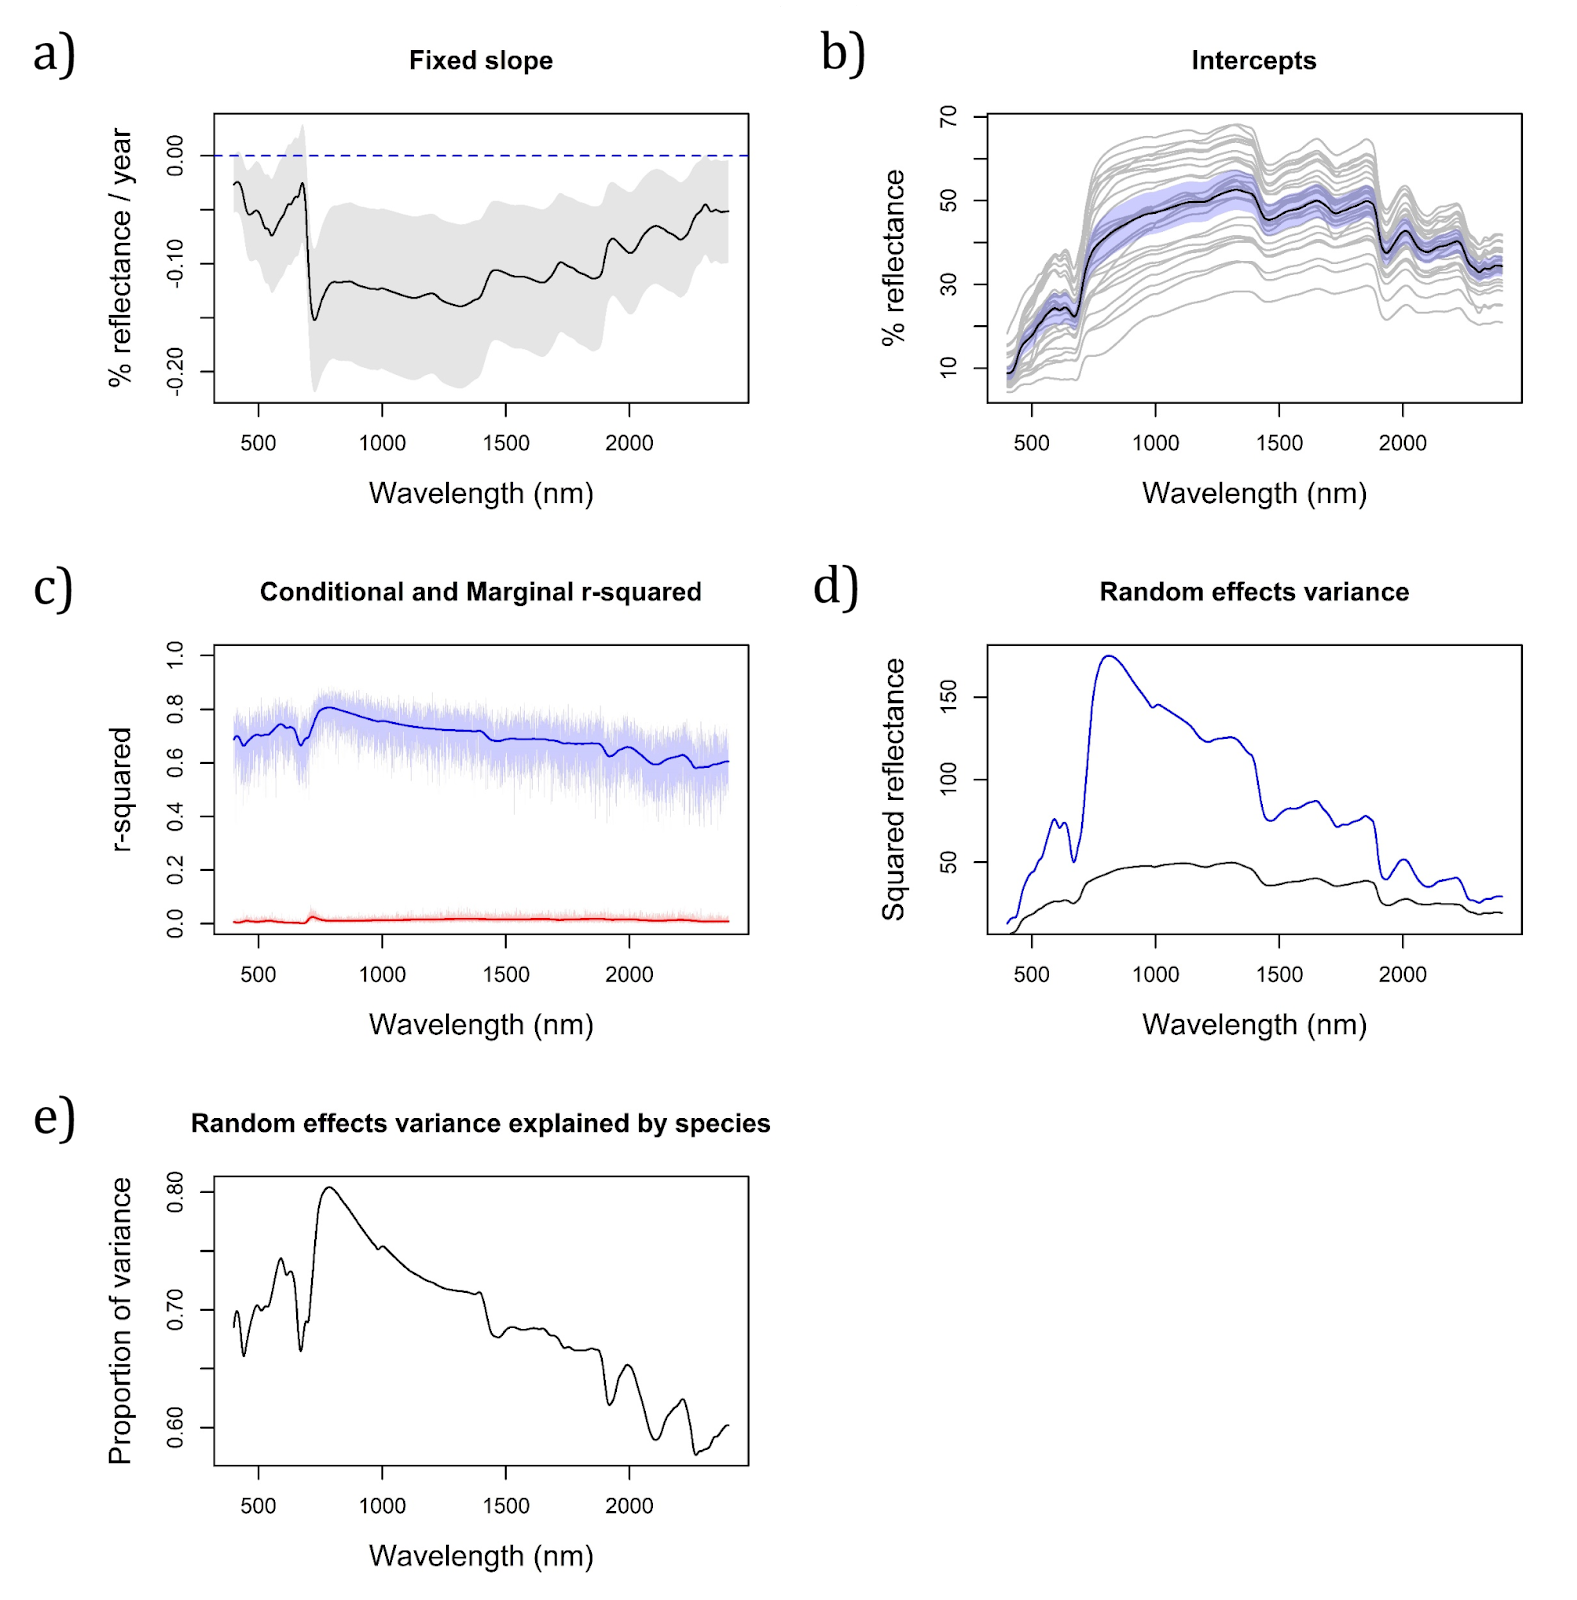 a)
Fixed slope
% reflectance / year
0.00
-0.10
-0.20
500 1000 1500 2000
Wavelength (nm)
b)
Intercepts
% reflectance
70
50
30
10
500 1000 1500 2000
Wavelength (nm)
c)
Conditional and Marginal r-squared
r-squared
1.0
0.8
0.6
0.4
0.2
0.0
500 1000 1500 2000
Wavelength (nm)
d)
Random effects variance
Squared reflectance
150
100
50
500 1000 1500 2000
Wavelength (nm)
e)
Random effects variance explained by species
Proportion of variance
0.80
0.70
0.60
500 1000 1500 2000
Wavelength (nm)